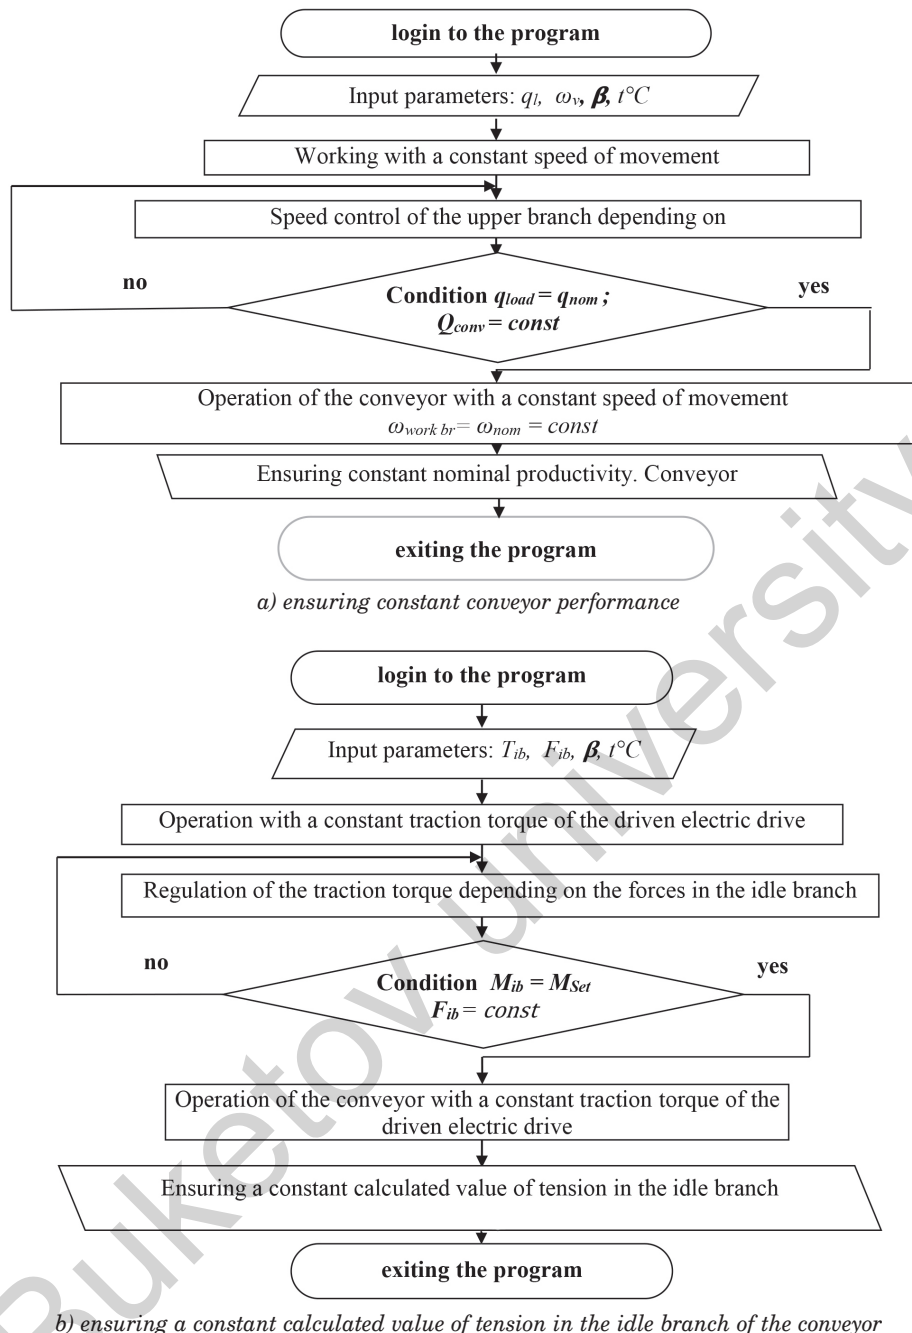 login to the program
Input parameters: qₗ, ωᵥ, β, t°C
Working with a constant speed of movement
Speed control of the upper branch depending on
no
yes
Condition q_load = q_nom ;
Q_conv = const
Operation of the conveyor with a constant speed of movement
ω_work br = ω_nom = const
Ensuring constant nominal productivity. Conveyor
exiting the program
a) ensuring constant conveyor performance
login to the program
Input parameters: T_ib, F_ib, β, t°C
Operation with a constant traction torque of the driven electric drive
Regulation of the traction torque depending on the forces in the idle branch
no
yes
Condition M_ib = M_Set
F_ib = const
Operation of the conveyor with a constant traction torque of the
driven electric drive
Ensuring a constant calculated value of tension in the idle branch
exiting the program
b) ensuring a constant calculated value of tension in the idle branch of the conveyor
Buketov university